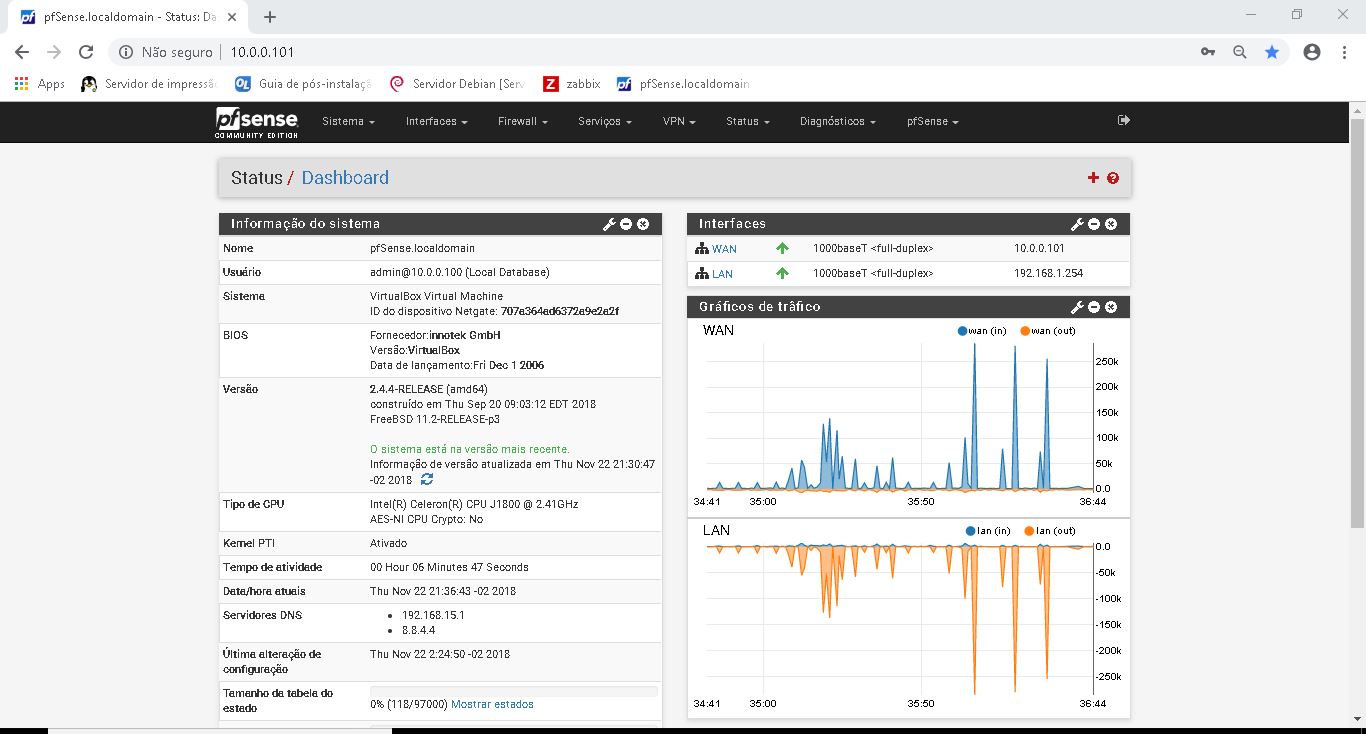 pfSense.localdomain - Status: Da
Não seguro | 10.0.0.101
Apps Servidor de impressã Guia de pós-instalaçã Servidor Debian [Serv zabbix pfSense.localdomain
pfsense Sistema Interfaces Firewall Serviços VPN Status Diagnósticos pfSense
COMMUNITY EDITION
Status / Dashboard
Informação do sistema
Nome pfSense.localdomain
Usuário admin@10.0.0.100 (Local Database)
Sistema VirtualBox Virtual Machine
ID do dispositivo Netgate: 707a364ad6372a9e2a2f
BIOS Fornecedor:innotek GmbH
Versão:VirtualBox
Data de lançamento:Fri Dec 1 2006
Versão 2.4.4-RELEASE (amd64)
construído em Thu Sep 20 09:03:12 EDT 2018
FreeBSD 11.2-RELEASE-p3
O sistema está na versão mais recente.
Informação de versão atualizada em Thu Nov 22 21:30:47
-02 2018
Tipo de CPU Intel(R) Celeron(R) CPU J1800 @ 2.41GHz
AES-NI CPU Crypto: No
Kernel PTI Ativado
Tempo de atividade 00 Hour 06 Minutes 47 Seconds
Data/hora atuais Thu Nov 22 21:36:43 -02 2018
Servidores DNS • 192.168.15.1
• 8.8.4.4
Última alteração de
configuração Thu Nov 22 2:24:50 -02 2018
Tamanho da tabela do
estado 0% (118/97000) Mostrar estados
Interfaces
WAN 1000baseT <full-duplex> 10.0.0.101
LAN 1000baseT <full-duplex> 192.168.1.254
Gráficos de tráfico
WAN wan (in) wan (out)
250k
200k
150k
100k
50k
0.0
34:41 35:00 35:50 36:44
LAN lan (in) lan (out)
0.0
-50k
-100k
-150k
-200k
-250k
34:41 35:00 35:50 36:44